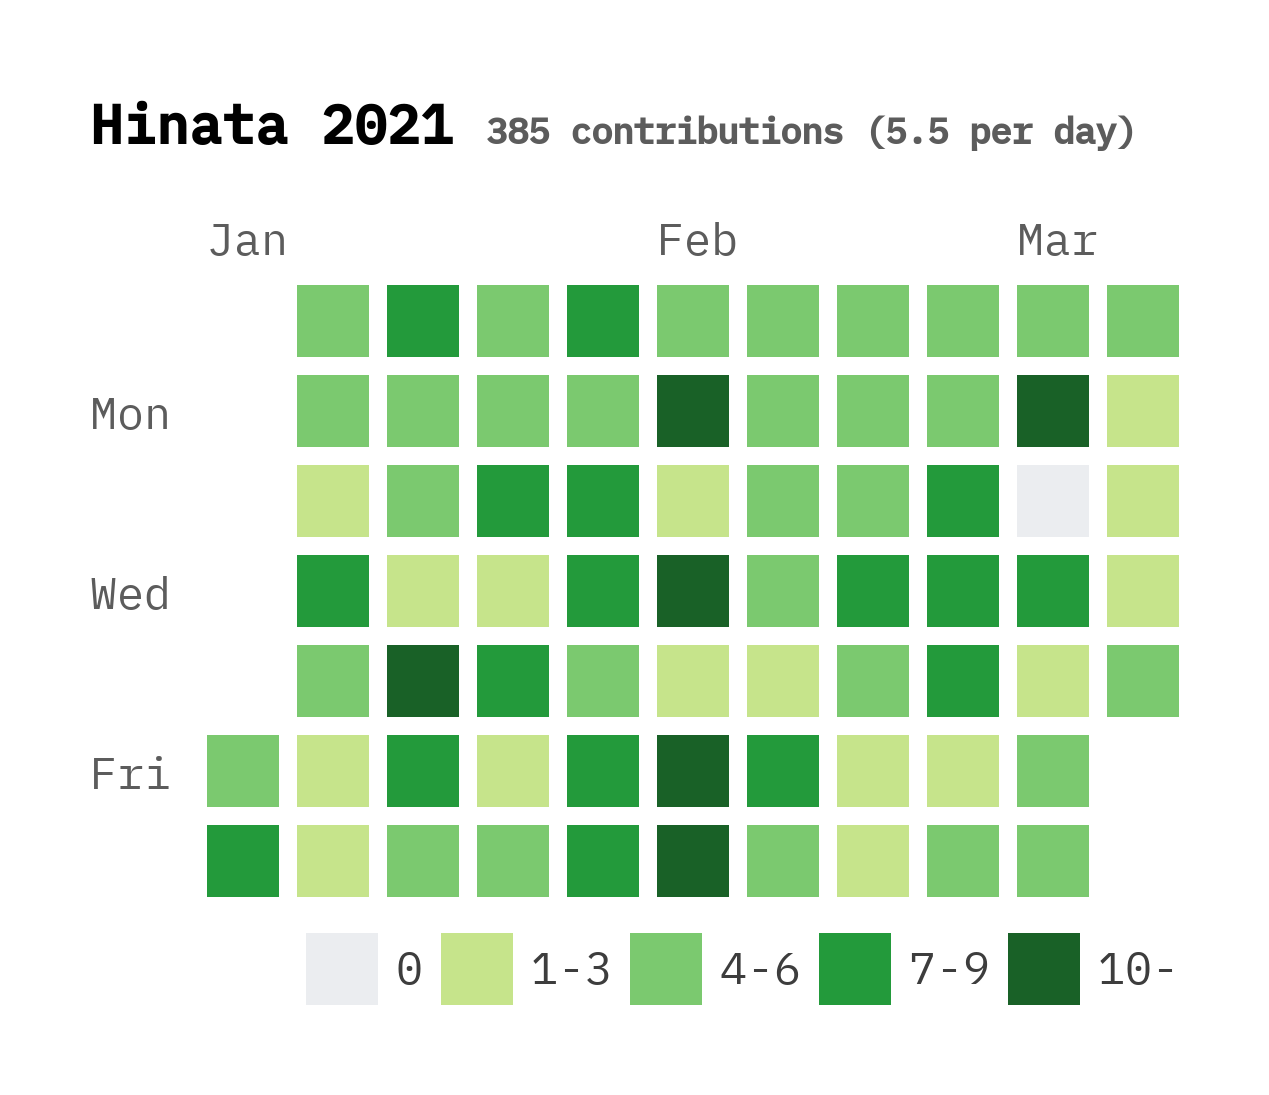 Hinata 2021 385 contributions (5.5 per day)
Jan Feb Mar
Mon
Wed
Fri
0 1-3 4-6 7-9 10-